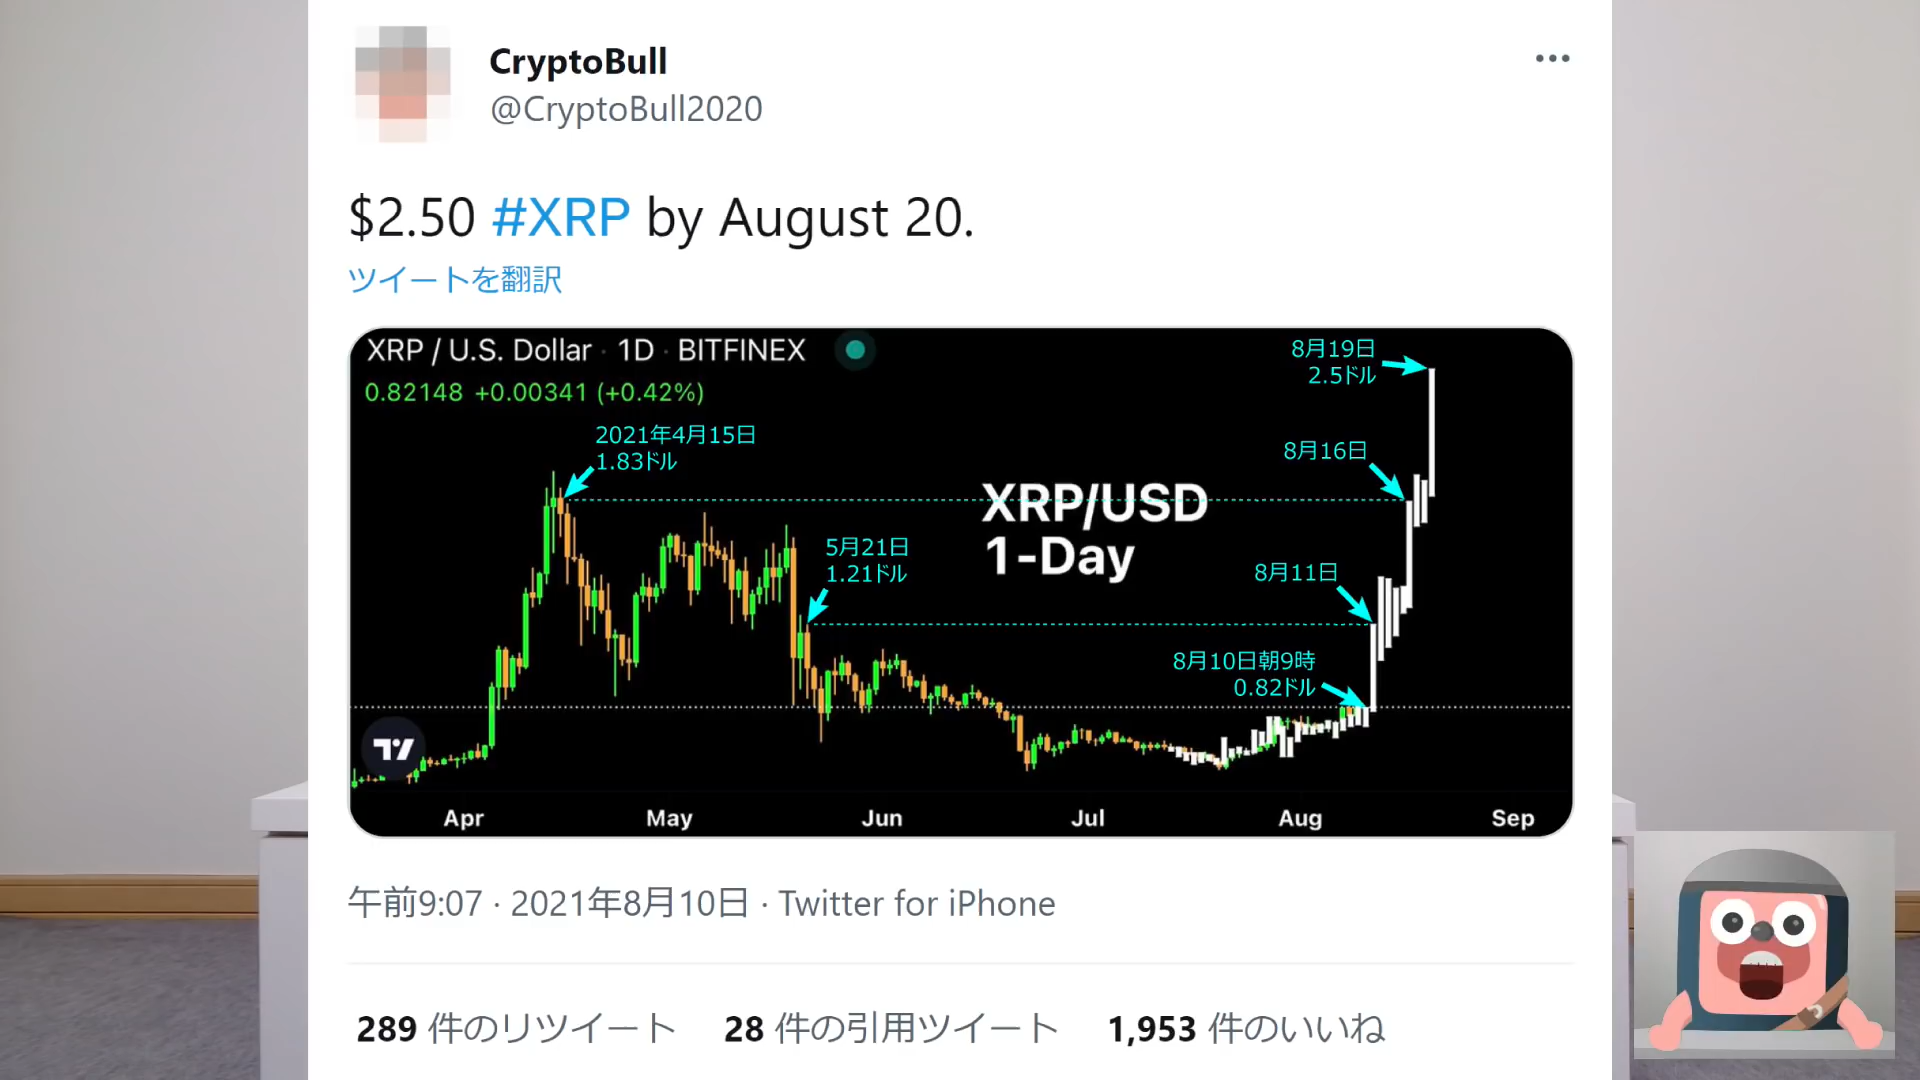 CryptoBull
@CryptoBull2020
$2.50 #XRP by August 20.
ツイートを翻訳
XRP / U.S. Dollar · 1D · BITFINEX
0.82148 +0.00341 (+0.42%)
8月19日
2.5ドル
2021年4月15日
1.83ドル
8月16日
XRP/USD
1-Day
5月21日
1.21ドル
8月11日
8月10日朝9時
0.82ドル
Apr May Jun Jul Aug Sep
午前9:07 · 2021年8月10日 · Twitter for iPhone
289 件のリツイート 28 件の引用ツイート 1,953 件のいいね